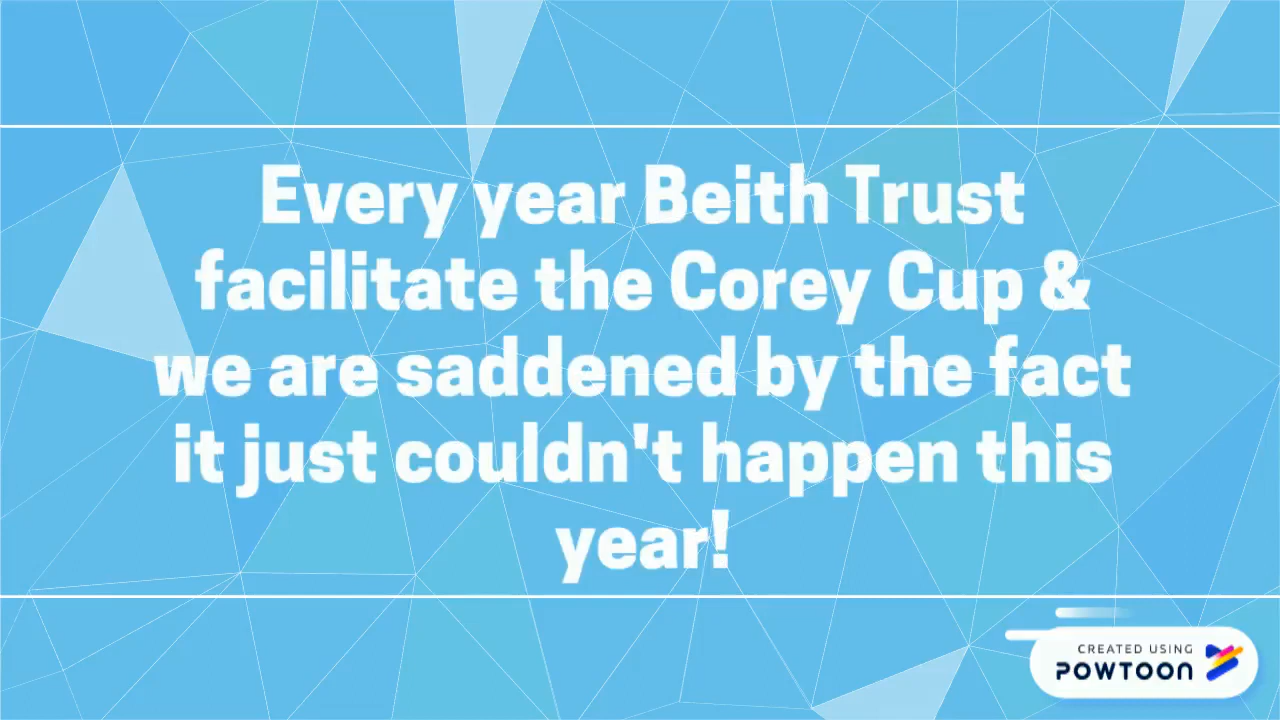 Every year Beith Trust
facilitate the Corey Cup &
we are saddened by the fact
it just couldn't happen this
year!
CREATED USING
POWTOON